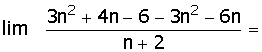 lim (3n² + 4n − 6 − 3n² − 6n)/(n + 2) =